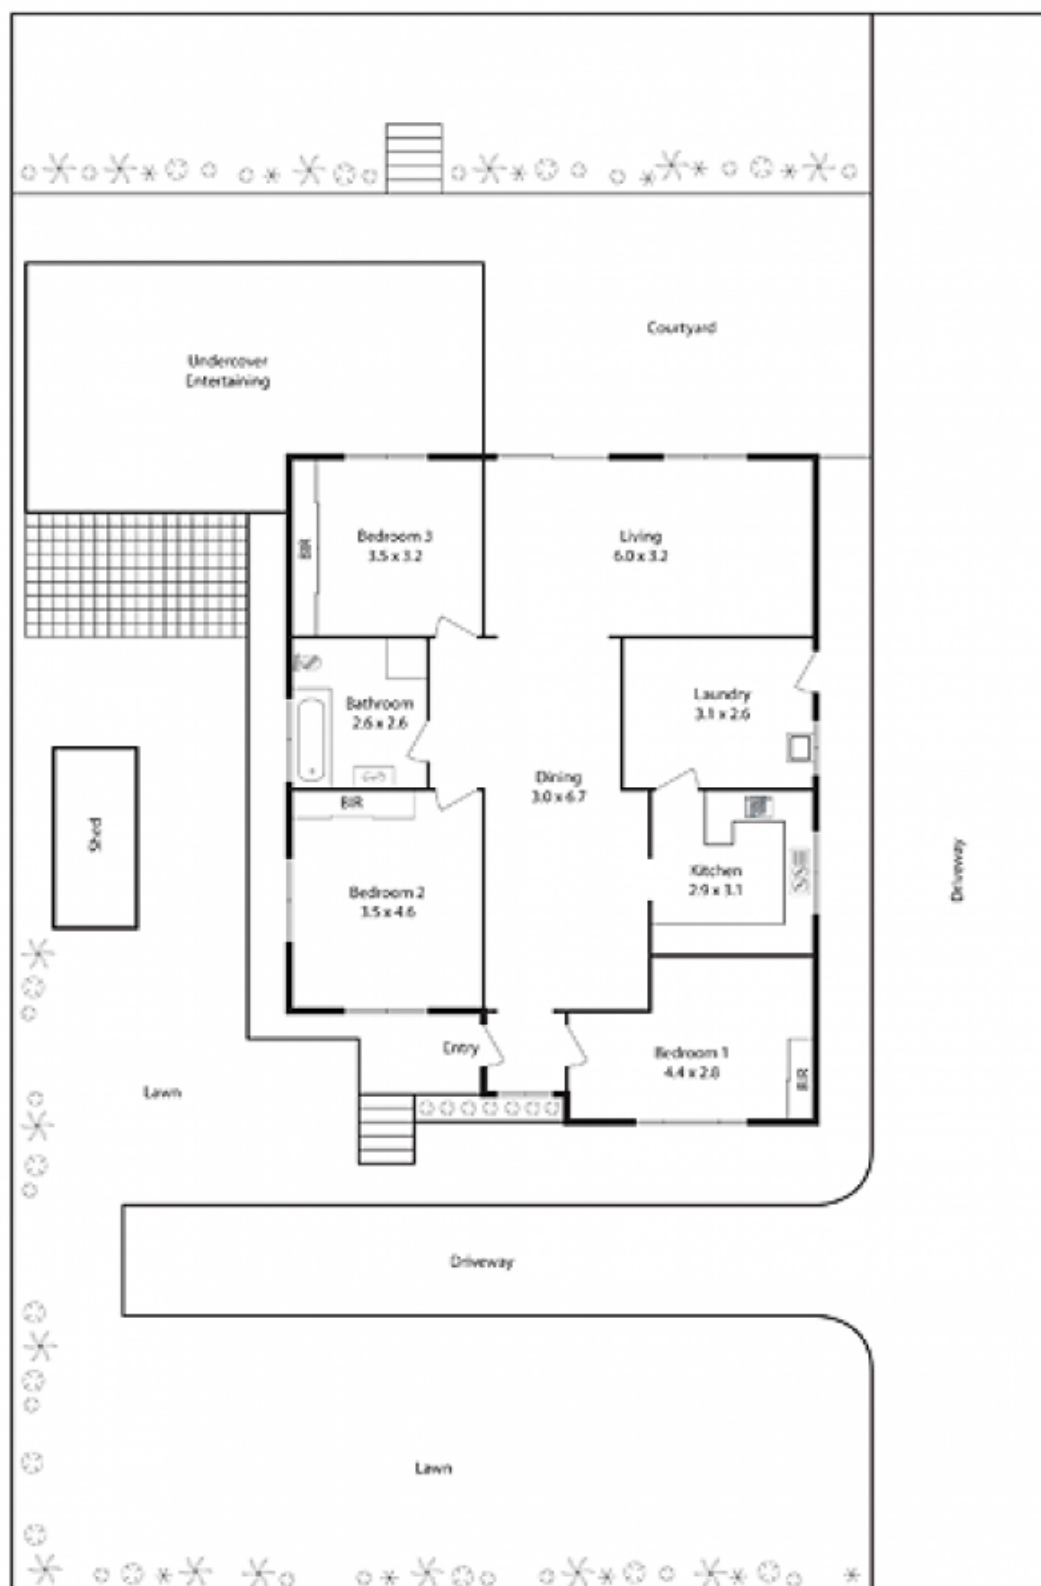 Courtyard
Undercover
Entertaining
BIR
Bedroom 3
3.5 x 3.2
Living
6.0 x 3.2
Bathroom
2.6 x 2.6
Laundry
3.1 x 2.6
Dining
3.0 x 6.7
BIR
Shed
Kitchen
2.9 x 3.1
Driveway
Bedroom 2
3.5 x 4.6
Entry
Bedroom 1
4.4 x 2.8
BIR
Lawn
Driveway
Lawn